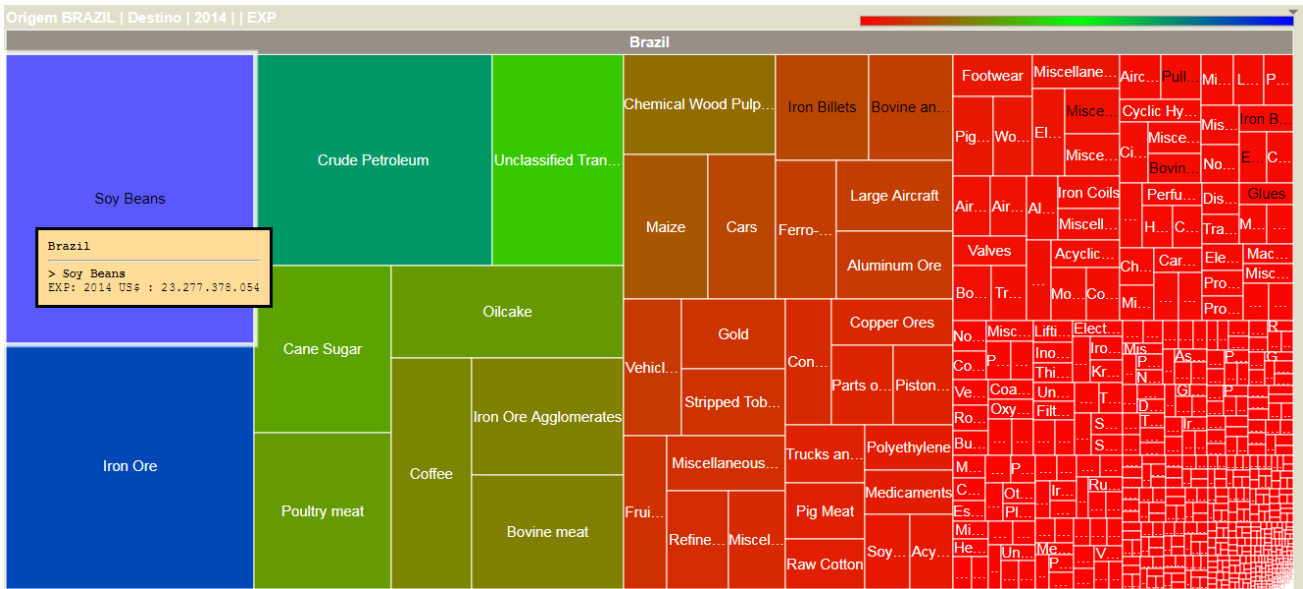 Origem BRAZIL | Destino | 2014 | | EXP
Brazil
Soy Beans
Brazil
> Soy Beans
EXP: 2014 US$ : 23.277.378.054
Iron Ore
Crude Petroleum
Unclassified Tran...
Cane Sugar
Oilcake
Poultry meat
Coffee
Iron Ore Agglomerates
Bovine meat
Chemical Wood Pulp...
Iron Billets
Bovine an...
Maize
Cars
Ferro-...
Large Aircraft
Aluminum Ore
Vehicl...
Gold
Stripped Tob...
Con...
Copper Ores
Parts o...
Piston...
Frui...
Miscellaneous...
Refine...
Miscel...
Trucks an...
Polyethylene
Pig Meat
Medicaments
Raw Cotton
Soy...
Acy...
Footwear
Miscellane...
Airc...
Pull...
Mi...
L...
P...
Pig...
Wo...
El...
Misce...
Misce...
Cyclic Hy...
Ci...
Misce...
Bovin...
Mis...
Iron B...
No...
E...
C...
Air...
Air...
Al...
Iron Coils
Miscell...
Perfu...
...
H...
C...
Dis...
Glues
Tra...
M...
...
Valves
Bo...
Tr...
...
Acyclic...
Mo...
Co...
Ch...
Car...
Mi...
...
...
Ele...
Mac...
Pro...
Misc...
Pro...
...
...
No...
Misc...
Lifti...
Elect...
Co...
P...
...
Ino...
Iro...
Thi...
Kr...
Ve...
Coa...
Un...
...
T...
Ro...
Oxy...
Filt...
S...
Bu...
S...
Mis...
P...
N...
As...
P...
R...
G...
D...
Gl...
P...
T...
Ir...
M...
...
P...
C...
Ot...
Ir...
Ru...
Es...
Pl...
Mi...
He...
Un...
Me...
P...
V...